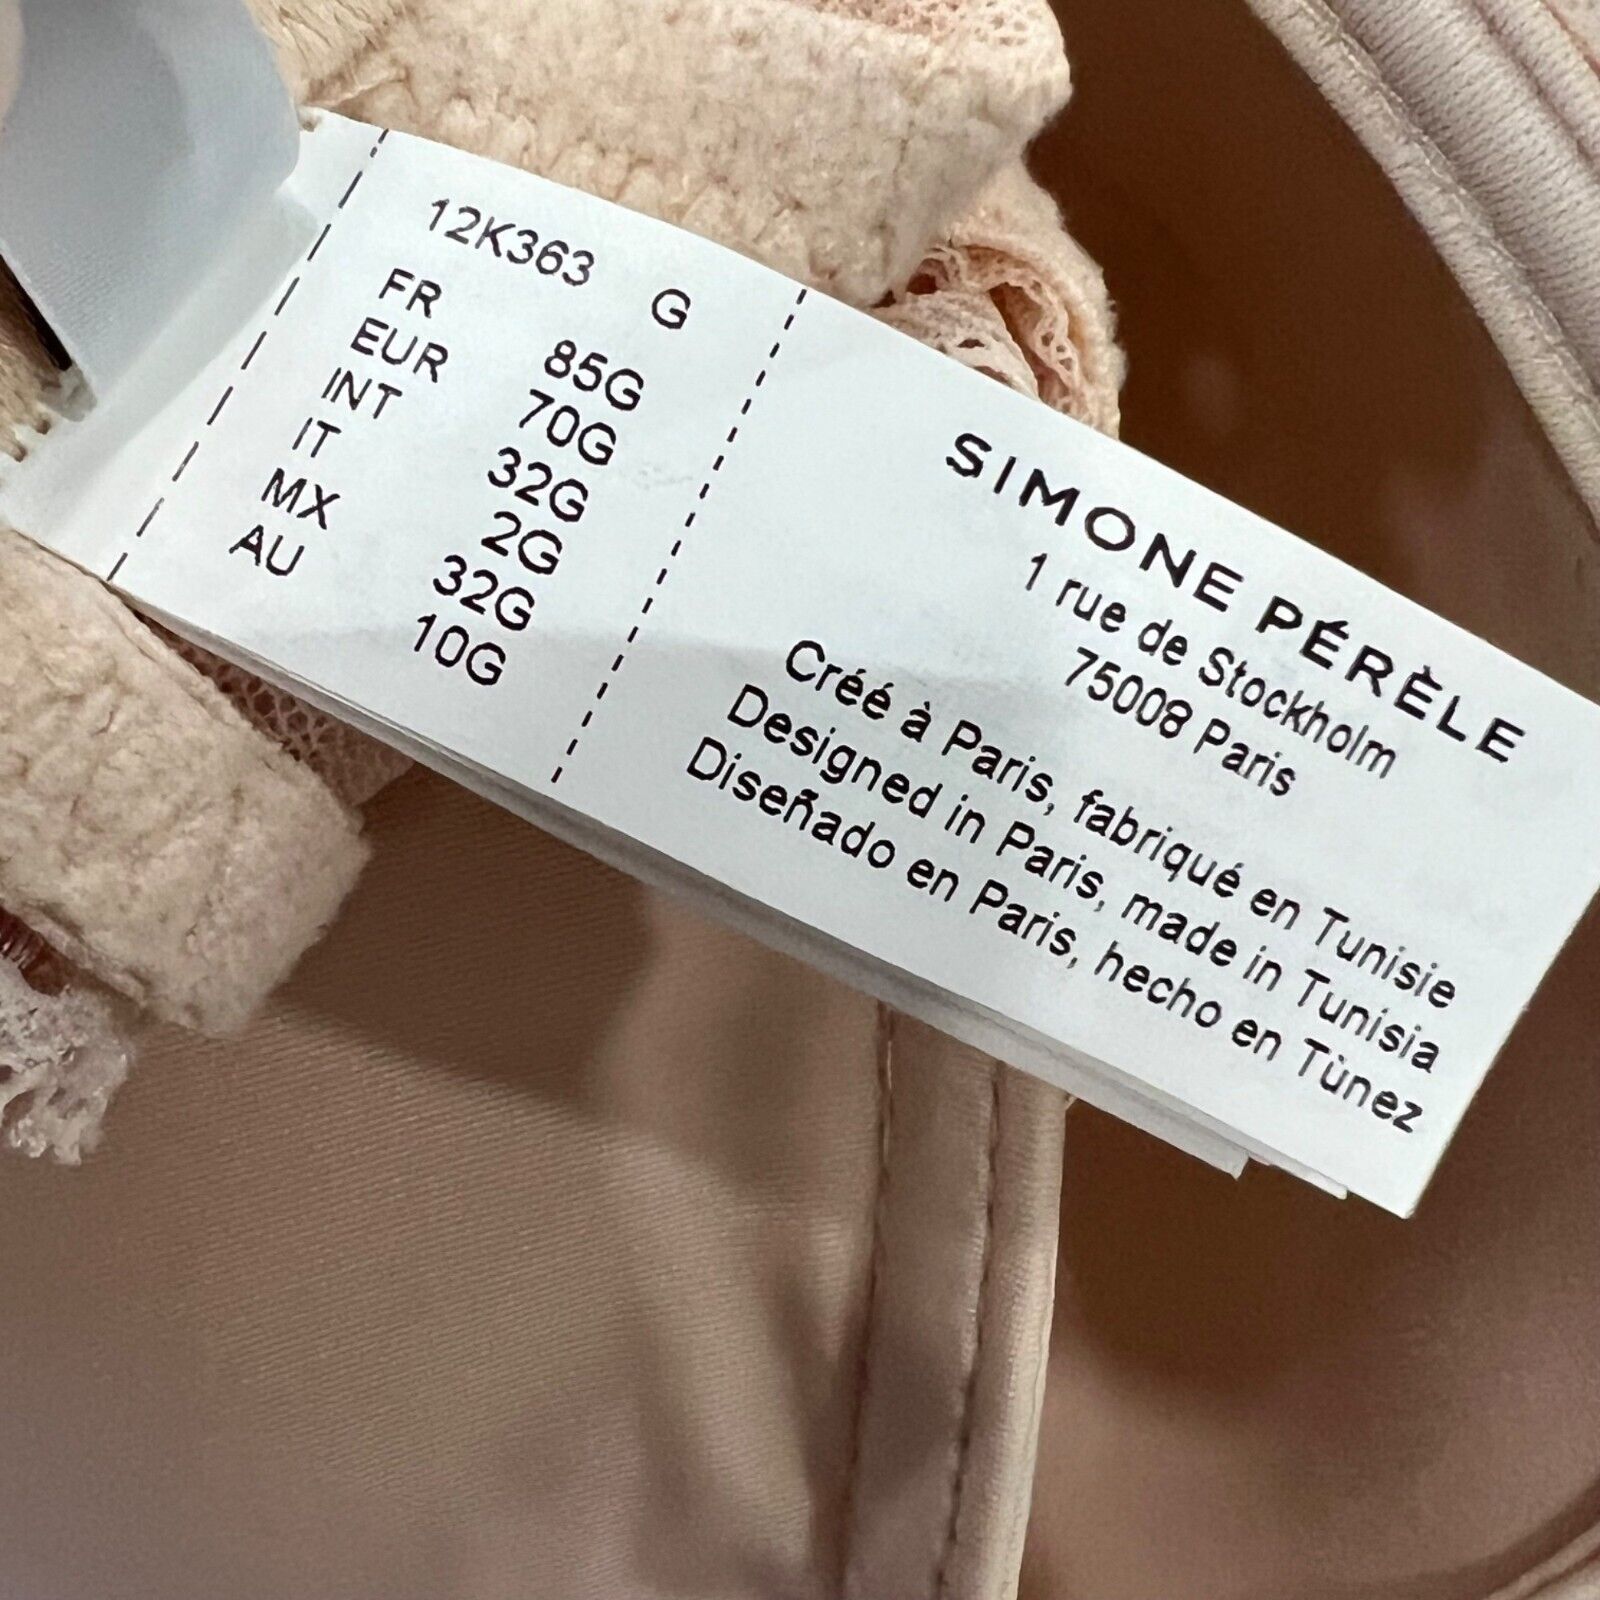 12K363 G
FR 85G
EUR 70G
INT 32G
IT 2G
MX 32G
AU 10G
SIMONE PÉRÈLE
1 rue de Stockholm
75008 Paris
Créé à Paris, fabriqué en Tunisie
Designed in Paris, made in Tunisia
Diseñado en Paris, hecho en Tùnez